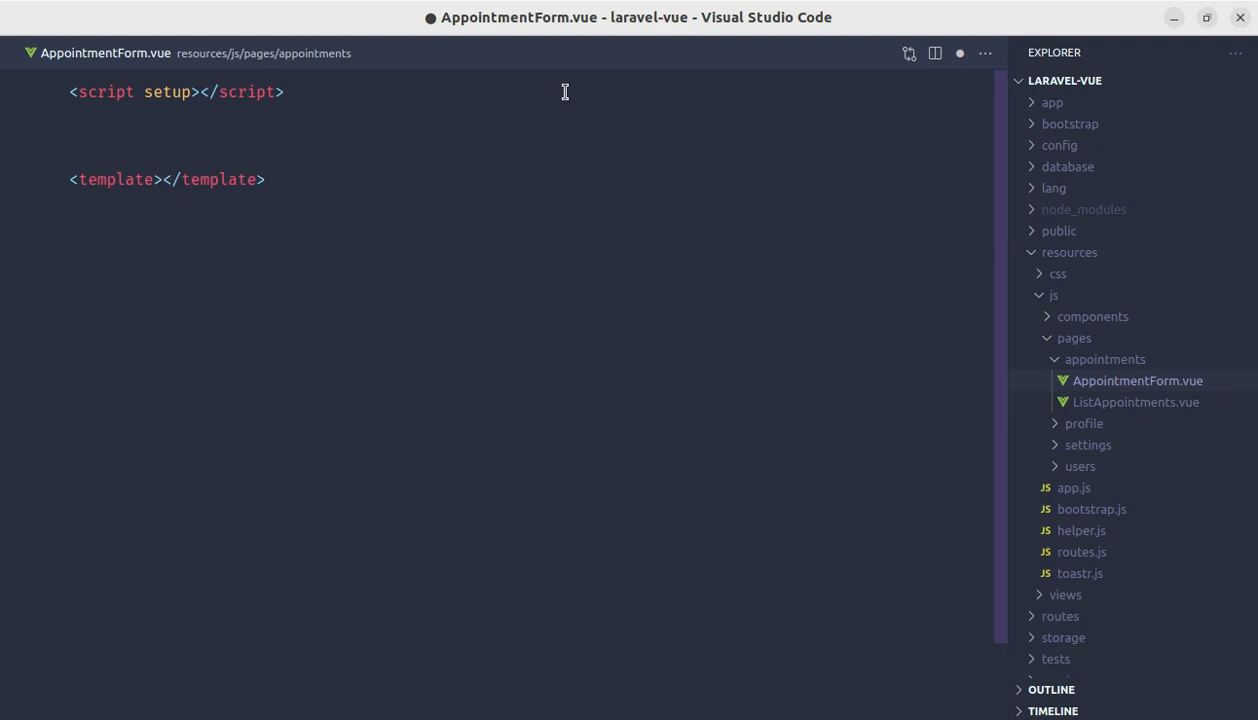 ● AppointmentForm.vue - laravel-vue - Visual Studio Code
AppointmentForm.vue resources/js/pages/appointments
<script setup></script>
<template></template>
EXPLORER
LARAVEL-VUE
app
bootstrap
config
database
lang
node_modules
public
resources
css
js
components
pages
appointments
AppointmentForm.vue
ListAppointments.vue
profile
settings
users
JS app.js
JS bootstrap.js
JS helper.js
JS routes.js
JS toastr.js
views
routes
storage
tests
OUTLINE
TIMELINE